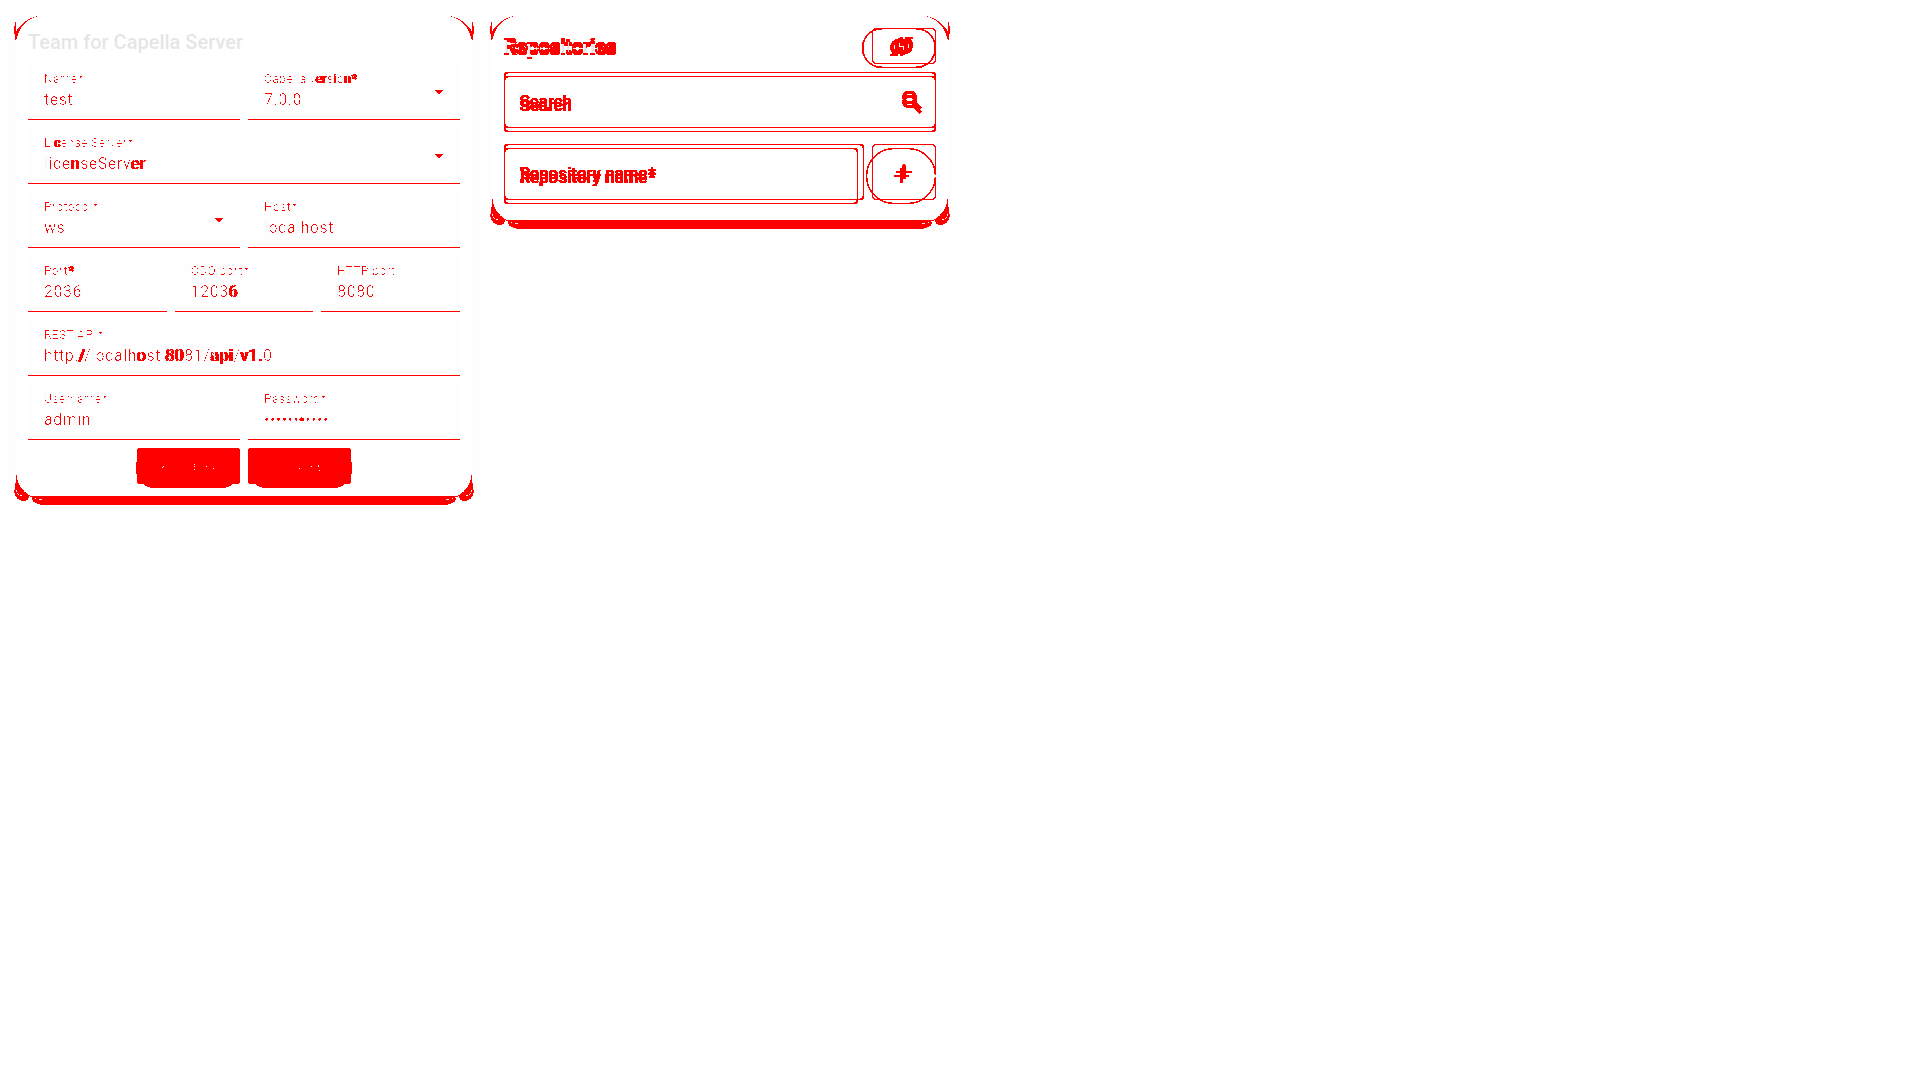 Team for Capella Server
Name*
Capella version*
test
7.0.0
License Server*
licenseServer
Protocol*
Host*
ws
localhost
Port*
CDO port*
HTTP port
2036
12036
8080
REST API*
http://localhost:8081/api/v1.0
Username*
Password*
admin
Repositories
Search
Repository name*